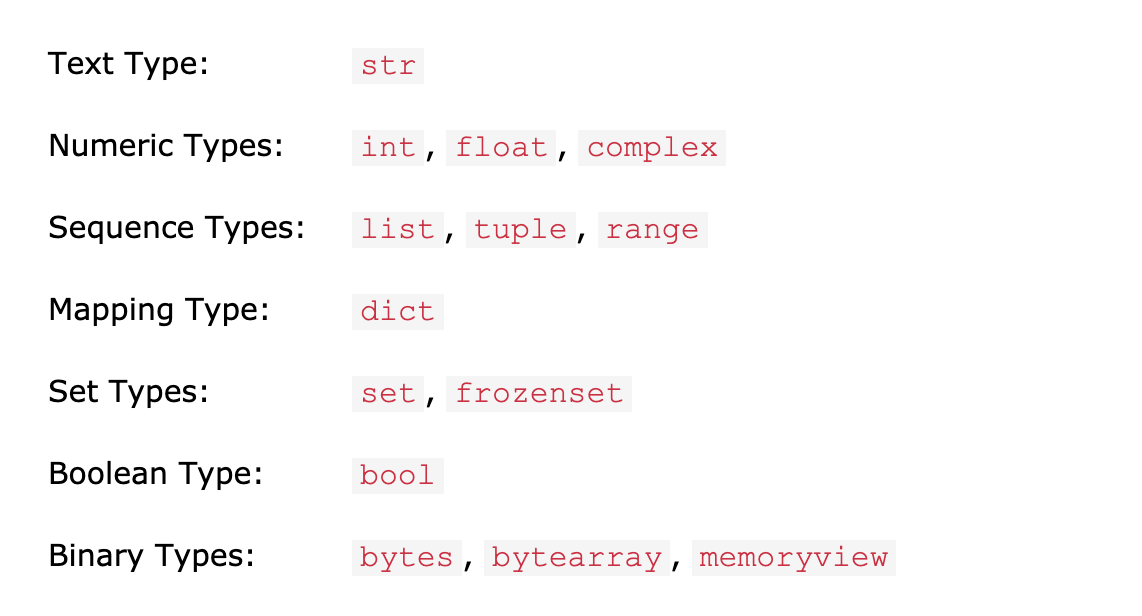 Text Type: str
Numeric Types: int, float, complex
Sequence Types: list, tuple, range
Mapping Type: dict
Set Types: set, frozenset
Boolean Type: bool
Binary Types: bytes, bytearray, memoryview